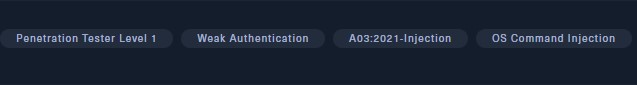 Penetration Tester Level 1 Weak Authentication A03:2021-Injection OS Command Injection